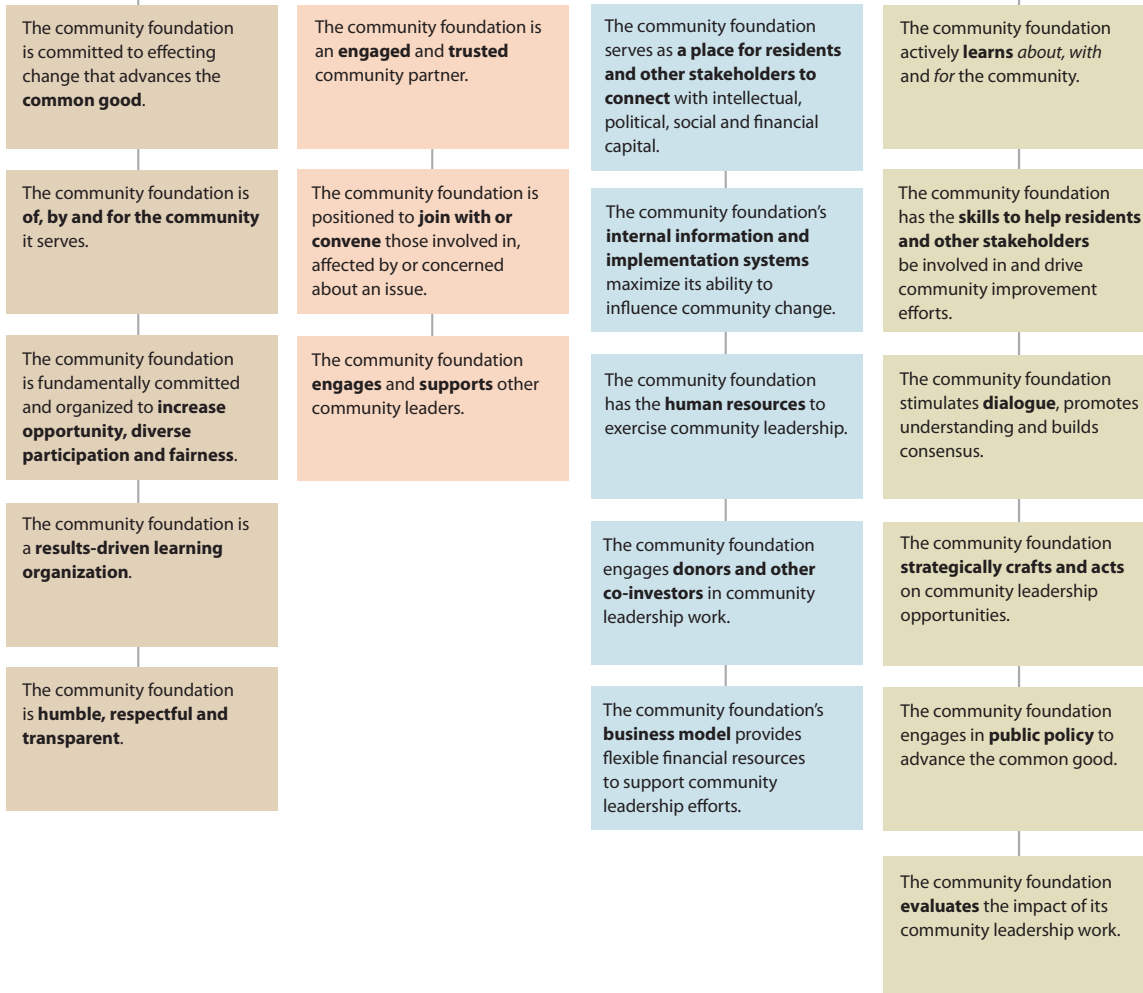 The community foundation
is committed to effecting
change that advances the
common good.
The community foundation is
of, by and for the community
it serves.
The community foundation
is fundamentally committed
and organized to increase
opportunity, diverse
participation and fairness.
The community foundation is
a results-driven learning
organization.
The community foundation
is humble, respectful and
transparent.
The community foundation is
an engaged and trusted
community partner.
The community foundation is
positioned to join with or
convene those involved in,
affected by or concerned
about an issue.
The community foundation
engages and supports other
community leaders.
The community foundation
serves as a place for residents
and other stakeholders to
connect with intellectual,
political, social and financial
capital.
The community foundation's
internal information and
implementation systems
maximize its ability to
influence community change.
The community foundation
has the human resources to
exercise community leadership.
The community foundation
engages donors and other
co-investors in community
leadership work.
The community foundation's
business model provides
flexible financial resources
to support community
leadership efforts.
The community foundation
actively learns about, with
and for the community.
The community foundation
has the skills to help residents
and other stakeholders
be involved in and drive
community improvement
efforts.
The community foundation
stimulates dialogue, promotes
understanding and builds
consensus.
The community foundation
strategically crafts and acts
on community leadership
opportunities.
The community foundation
engages in public policy to
advance the common good.
The community foundation
evaluates the impact of its
community leadership work.